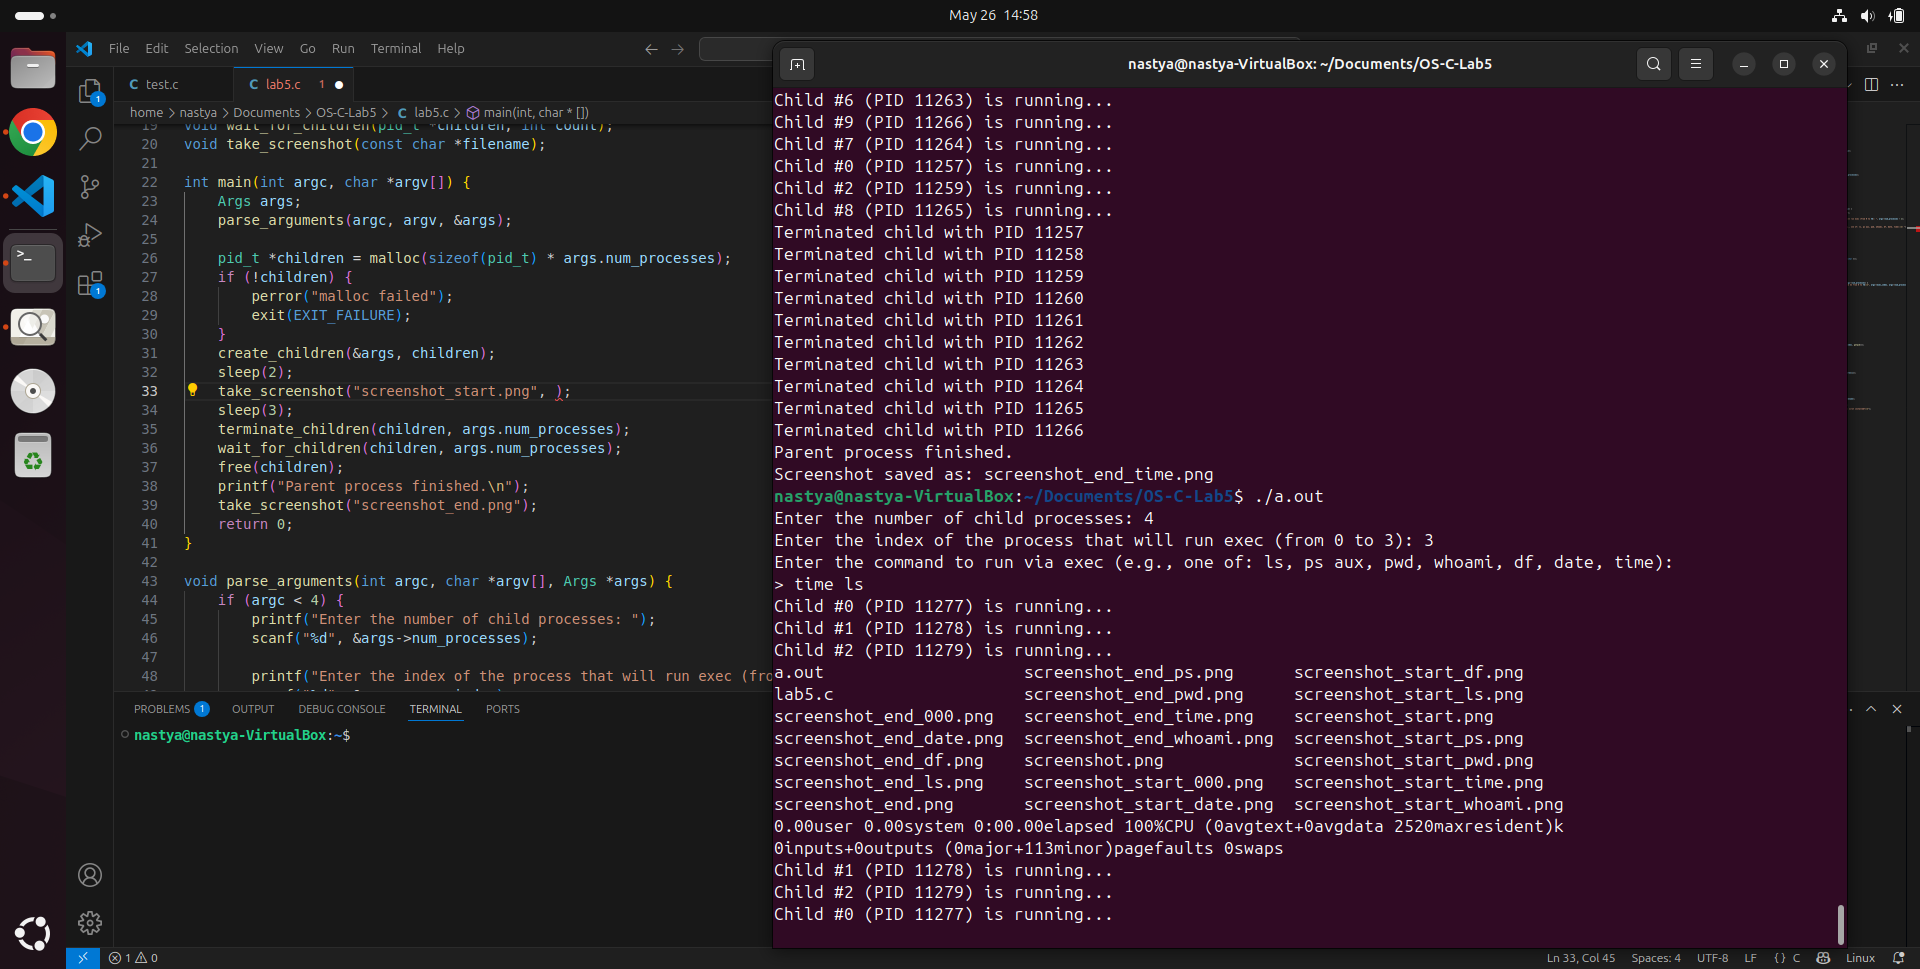 May 26 14:58
File Edit Selection View Go Run Terminal Help
test.c
lab5.c 1
home > nastya > Documents > OS-C-Lab5 > lab5.c > main(int, char * [])
19 void wait_for_children(pid_t *children, int count);
20 void take_screenshot(const char *filename);
21
22 int main(int argc, char *argv[]) {
23 Args args;
24 parse_arguments(argc, argv, &args);
25
26 pid_t *children = malloc(sizeof(pid_t) * args.num_processes);
27 if (!children) {
28 perror("malloc failed");
29 exit(EXIT_FAILURE);
30 }
31 create_children(&args, children);
32 sleep(2);
33 take_screenshot("screenshot_start.png", );
34 sleep(3);
35 terminate_children(children, args.num_processes);
36 wait_for_children(children, args.num_processes);
37 free(children);
38 printf("Parent process finished.\n");
39 take_screenshot("screenshot_end.png");
40 return 0;
41 }
42
43 void parse_arguments(int argc, char *argv[], Args *args) {
44 if (argc < 4) {
45 printf("Enter the number of child processes: ");
46 scanf("%d", &args->num_processes);
47
48 printf("Enter the index of the process that will run exec (fro
PROBLEMS 1 OUTPUT DEBUG CONSOLE TERMINAL PORTS
nastya@nastya-VirtualBox:~$
nastya@nastya-VirtualBox: ~/Documents/OS-C-Lab5
Child #6 (PID 11263) is running...
Child #9 (PID 11266) is running...
Child #7 (PID 11264) is running...
Child #0 (PID 11257) is running...
Child #2 (PID 11259) is running...
Child #8 (PID 11265) is running...
Terminated child with PID 11257
Terminated child with PID 11258
Terminated child with PID 11259
Terminated child with PID 11260
Terminated child with PID 11261
Terminated child with PID 11262
Terminated child with PID 11263
Terminated child with PID 11264
Terminated child with PID 11265
Terminated child with PID 11266
Parent process finished.
Screenshot saved as: screenshot_end_time.png
nastya@nastya-VirtualBox:~/Documents/OS-C-Lab5$ ./a.out
Enter the number of child processes: 4
Enter the index of the process that will run exec (from 0 to 3): 3
Enter the command to run via exec (e.g., one of: ls, ps aux, pwd, whoami, df, date, time):
> time ls
Child #0 (PID 11277) is running...
Child #1 (PID 11278) is running...
Child #2 (PID 11279) is running...
a.out screenshot_end_ps.png screenshot_start_df.png
lab5.c screenshot_end_pwd.png screenshot_start_ls.png
screenshot_end_000.png screenshot_end_time.png screenshot_start.png
screenshot_end_date.png screenshot_end_whoami.png screenshot_start_ps.png
screenshot_end_df.png screenshot.png screenshot_start_pwd.png
screenshot_end_ls.png screenshot_start_000.png screenshot_start_time.png
screenshot_end.png screenshot_start_date.png screenshot_start_whoami.png
0.00user 0.00system 0:00.00elapsed 100%CPU (0avgtext+0avgdata 2520maxresident)k
0inputs+0outputs (0major+113minor)pagefaults 0swaps
Child #1 (PID 11278) is running...
Child #2 (PID 11279) is running...
Child #0 (PID 11277) is running...
1 0
Ln 33, Col 45 Spaces: 4 UTF-8 LF {} C Linux